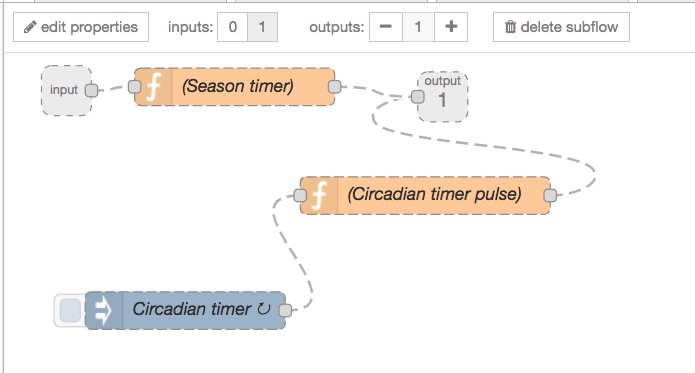 edit properties inputs: 0 1 outputs: 1 delete subflow
input
(Season timer)
output
1
(Circadian timer pulse)
Circadian timer ↻